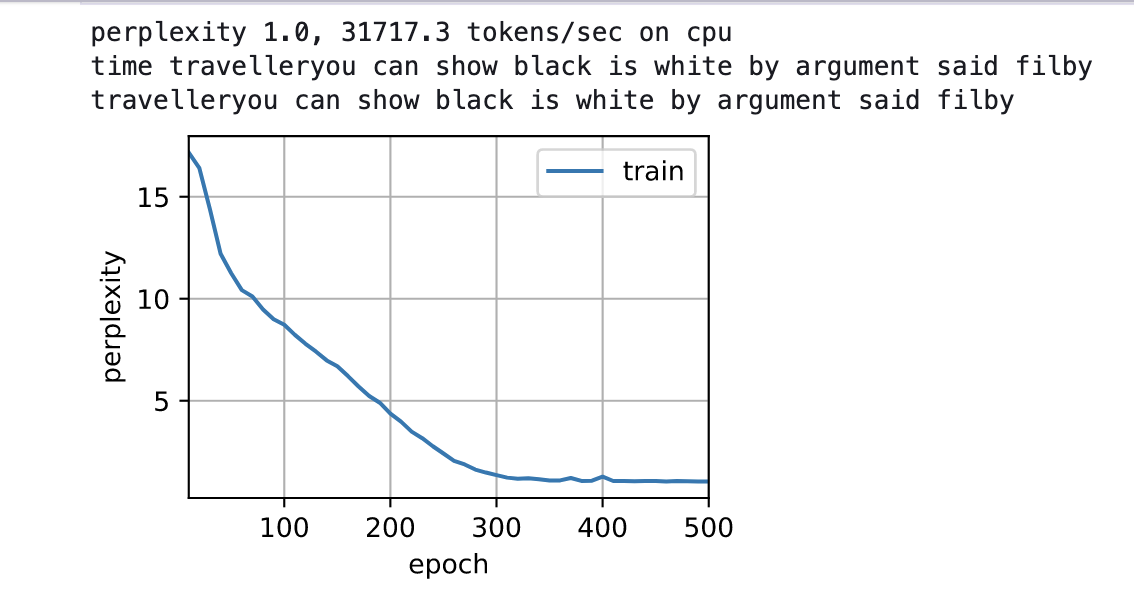 perplexity 1.0, 31717.3 tokens/sec on cpu
time travelleryou can show black is white by argument said filby
travelleryou can show black is white by argument said filby
train
15
10
5
perplexity
100 200 300 400 500
epoch